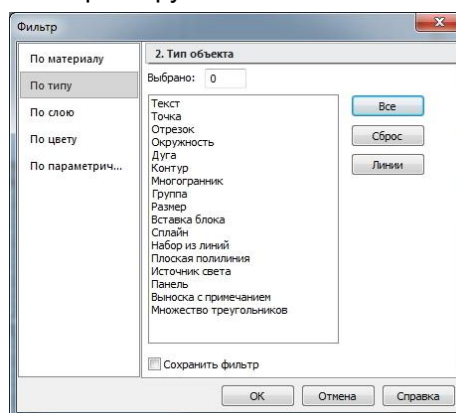 Фильтр
По материалу
По типу
По слою
По цвету
По параметрич...
2. Тип объекта
Выбрано: 0
Текст
Точка
Отрезок
Окружность
Дуга
Контур
Многогранник
Группа
Размер
Вставка блока
Сплайн
Набор из линий
Плоская полилиния
Источник света
Панель
Выноска с примечанием
Множество треугольников
Все
Сброс
Линии
Сохранить фильтр
ОК Отмена Справка